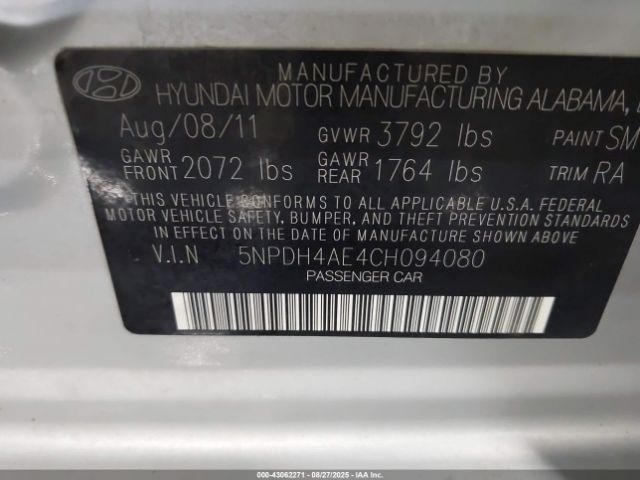 MANUFACTURED BY
HYUNDAI MOTOR MANUFACTURING ALABAMA,
Aug/08/11 GVWR 3792 lbs PAINT SM
GAWR FRONT 2072 lbs GAWR REAR 1764 lbs TRIM RA
THIS VEHICLE CONFORMS TO ALL APPLICABLE U.S.A. FEDERAL
MOTOR VEHICLE SAFETY, BUMPER, AND THEFT PREVENTION STANDARDS
IN EFFECT ON THE DATE OF MANUFACTURE SHOWN ABOVE
V.I.N 5NPDH4AE4CH094080
PASSENGER CAR
000-43062271 - 08/27/2025 - COPART